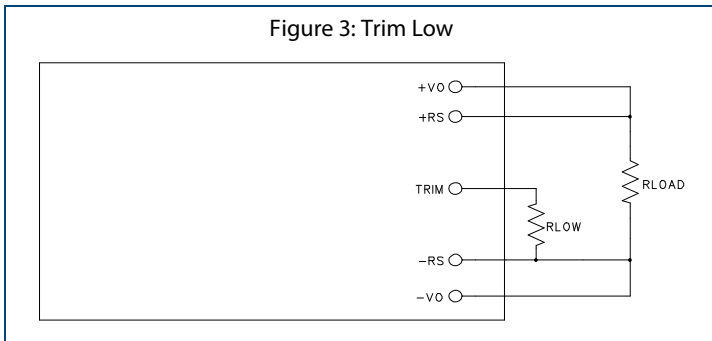 Figure 3: Trim Low
+VO
+RS
TRIM
RLOAD
RLOW
-RS
-VO